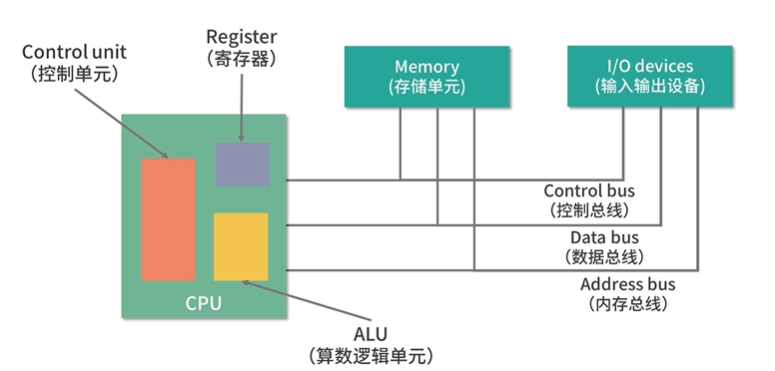 Control unit
（控制单元）
Register
（寄存器）
Memory
(存储单元)
I/O devices
(输入输出设备)
Control bus
（控制总线）
Data bus
（数据总线）
Address bus
（内存总线）
CPU
ALU
（算数逻辑单元）